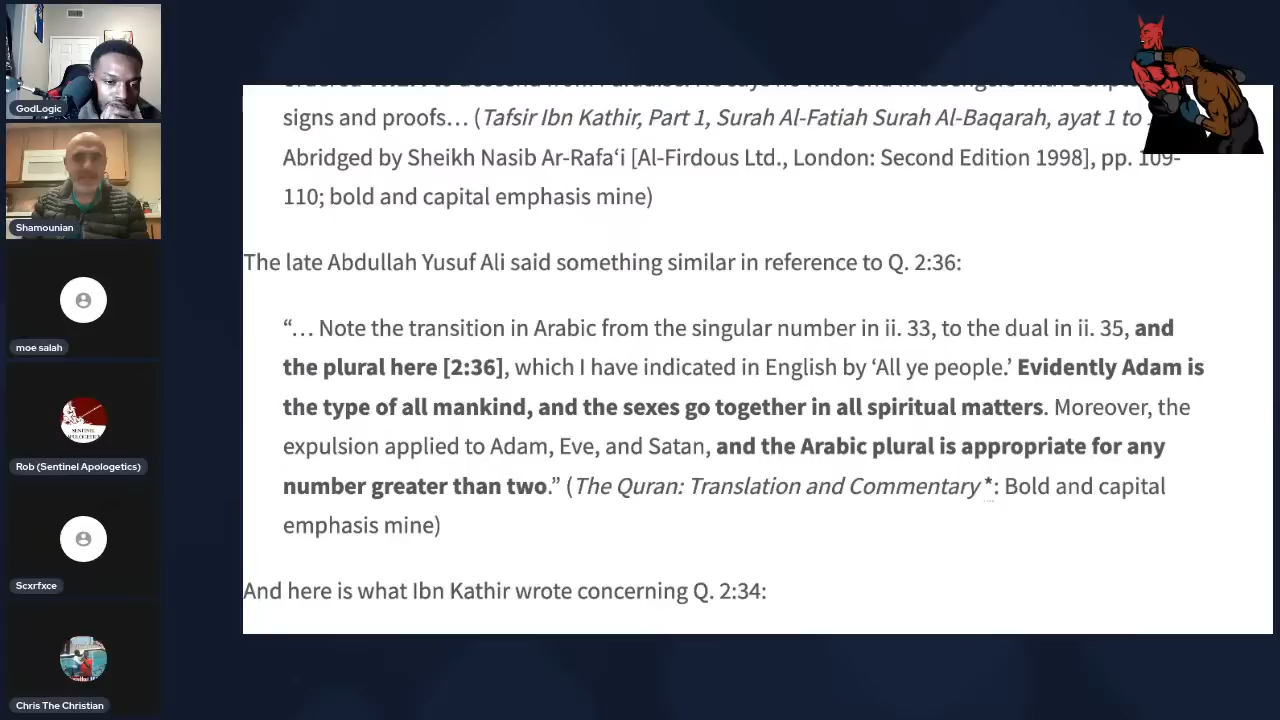 GodLogic
Shamounian
moe salah
SENTINEL
APOLOGETICS
Rob (Sentinel Apologetics)
Scxrfxce
Chris The Christian
signs and proofs… (Tafsir Ibn Kathir, Part 1, Surah Al-Fatiah Surah Al-Baqarah, ayat 1 to
Abridged by Sheikh Nasib Ar-Rafa‘i [Al-Firdous Ltd., London: Second Edition 1998], pp. 109-
110; bold and capital emphasis mine)
The late Abdullah Yusuf Ali said something similar in reference to Q. 2:36:
“… Note the transition in Arabic from the singular number in ii. 33, to the dual in ii. 35, and
the plural here [2:36], which I have indicated in English by ‘All ye people.’ Evidently Adam is
the type of all mankind, and the sexes go together in all spiritual matters. Moreover, the
expulsion applied to Adam, Eve, and Satan, and the Arabic plural is appropriate for any
number greater than two.” (The Quran: Translation and Commentary *: Bold and capital
emphasis mine)
And here is what Ibn Kathir wrote concerning Q. 2:34: